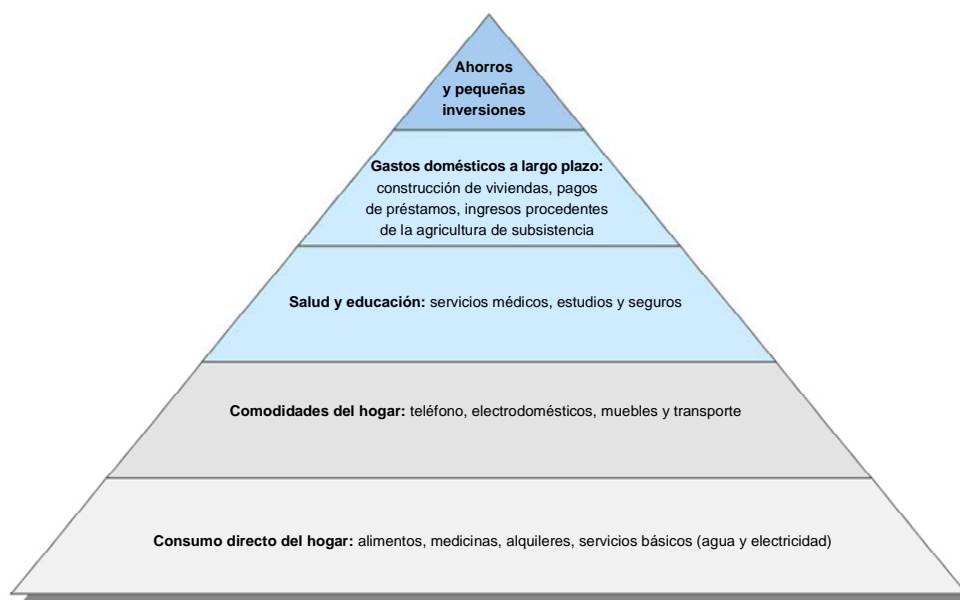 Ahorros
y pequeñas
inversiones
Gastos domésticos a largo plazo:
construcción de viviendas, pagos
de préstamos, ingresos procedentes
de la agricultura de subsistencia
Salud y educación: servicios médicos, estudios y seguros
Comodidades del hogar: teléfono, electrodomésticos, muebles y transporte
Consumo directo del hogar: alimentos, medicinas, alquileres, servicios básicos (agua y electricidad)